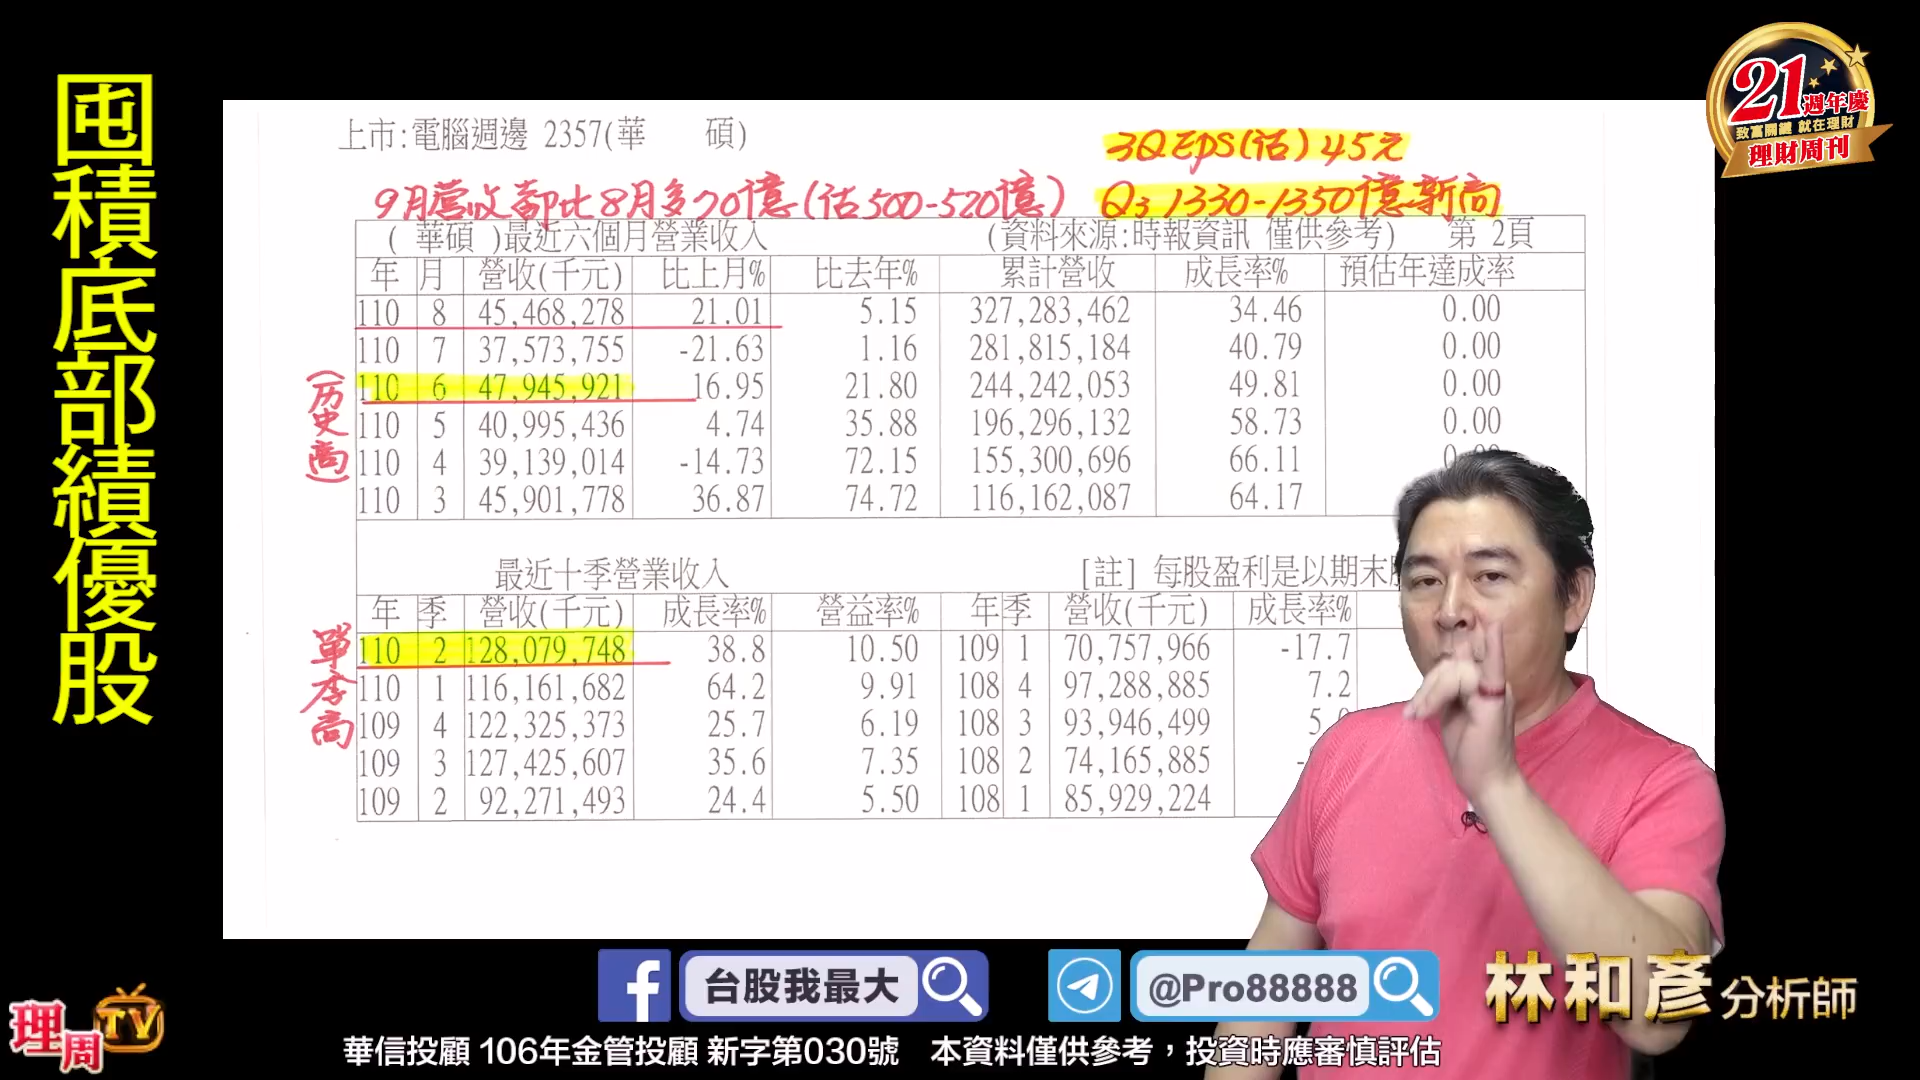 囤積底部績優股
21週年慶
致富關鍵 就在理財
理財周刊
上市:電腦週邊 2357(華 碩)
3Q EPS(估) 45元
9月營收都比8月多70億(估500-520億)
Q3 1330-1350億新高
( 華碩 )最近六個月營業收入 (資料來源:時報資訊 僅供參考) 第 2頁
年 月 營收(千元) 比上月% 比去年% 累計營收 成長率% 預估年達成率
110 8 45,468,278 21.01 5.15 327,283,462 34.46 0.00
110 7 37,573,755 -21.63 1.16 281,815,184 40.79 0.00
110 6 47,945,921 16.95 21.80 244,242,053 49.81 0.00
110 5 40,995,436 4.74 35.88 196,296,132 58.73 0.00
110 4 39,139,014 -14.73 72.15 155,300,696 66.11
110 3 45,901,778 36.87 74.72 116,162,087 64.17
(历史高)
最近十季營業收入 [註] 每股盈利是以期末
年 季 營收(千元) 成長率% 營益率% 年 季 營收(千元) 成長率%
110 2 128,079,748 38.8 10.50 109 1 70,757,966 -17.7
110 1 116,161,682 64.2 9.91 108 4 97,288,885 7.2
109 4 122,325,373 25.7 6.19 108 3 93,946,499
109 3 127,425,607 35.6 7.35 108 2 74,165,885
109 2 92,271,493 24.4 5.50 108 1 85,929,224
單季高
台股我最大
@Pro88888
林和彥 分析師
理周TV
華信投顧 106年金管投顧 新字第030號 本資料僅供參考，投資時應審慎評估